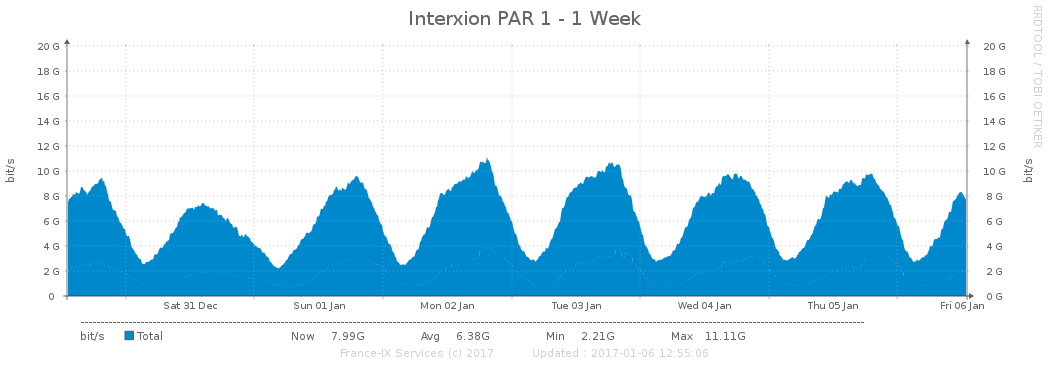 Interxion PAR 1 - 1 Week
RRDTOOL / TOBI OETIKER
bit/s
20 G 20 G
18 G 18 G
16 G 16 G
14 G 14 G
12 G 12 G
10 G 10 G
8 G 8 G
6 G 6 G
4 G 4 G
2 G 2 G
0 0 G
bit/s
Sat 31 Dec Sun 01 Jan Mon 02 Jan Tue 03 Jan Wed 04 Jan Thu 05 Jan Fri 06 Jan
bit/s Total Now 7.99G Avg 6.38G Min 2.21G Max 11.11G
France-IX Services (c) 2017 Updated : 2017-01-06 12:55:06